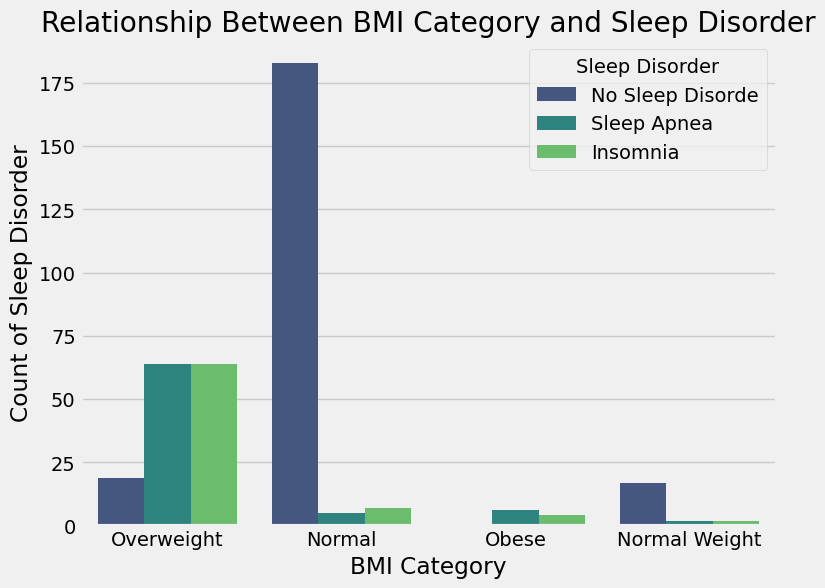 Relationship Between BMI Category and Sleep Disorder
Sleep Disorder
No Sleep Disorde
Sleep Apnea
Insomnia
Count of Sleep Disorder
175
150
125
100
75
50
25
0
Overweight Normal Obese Normal Weight
BMI Category